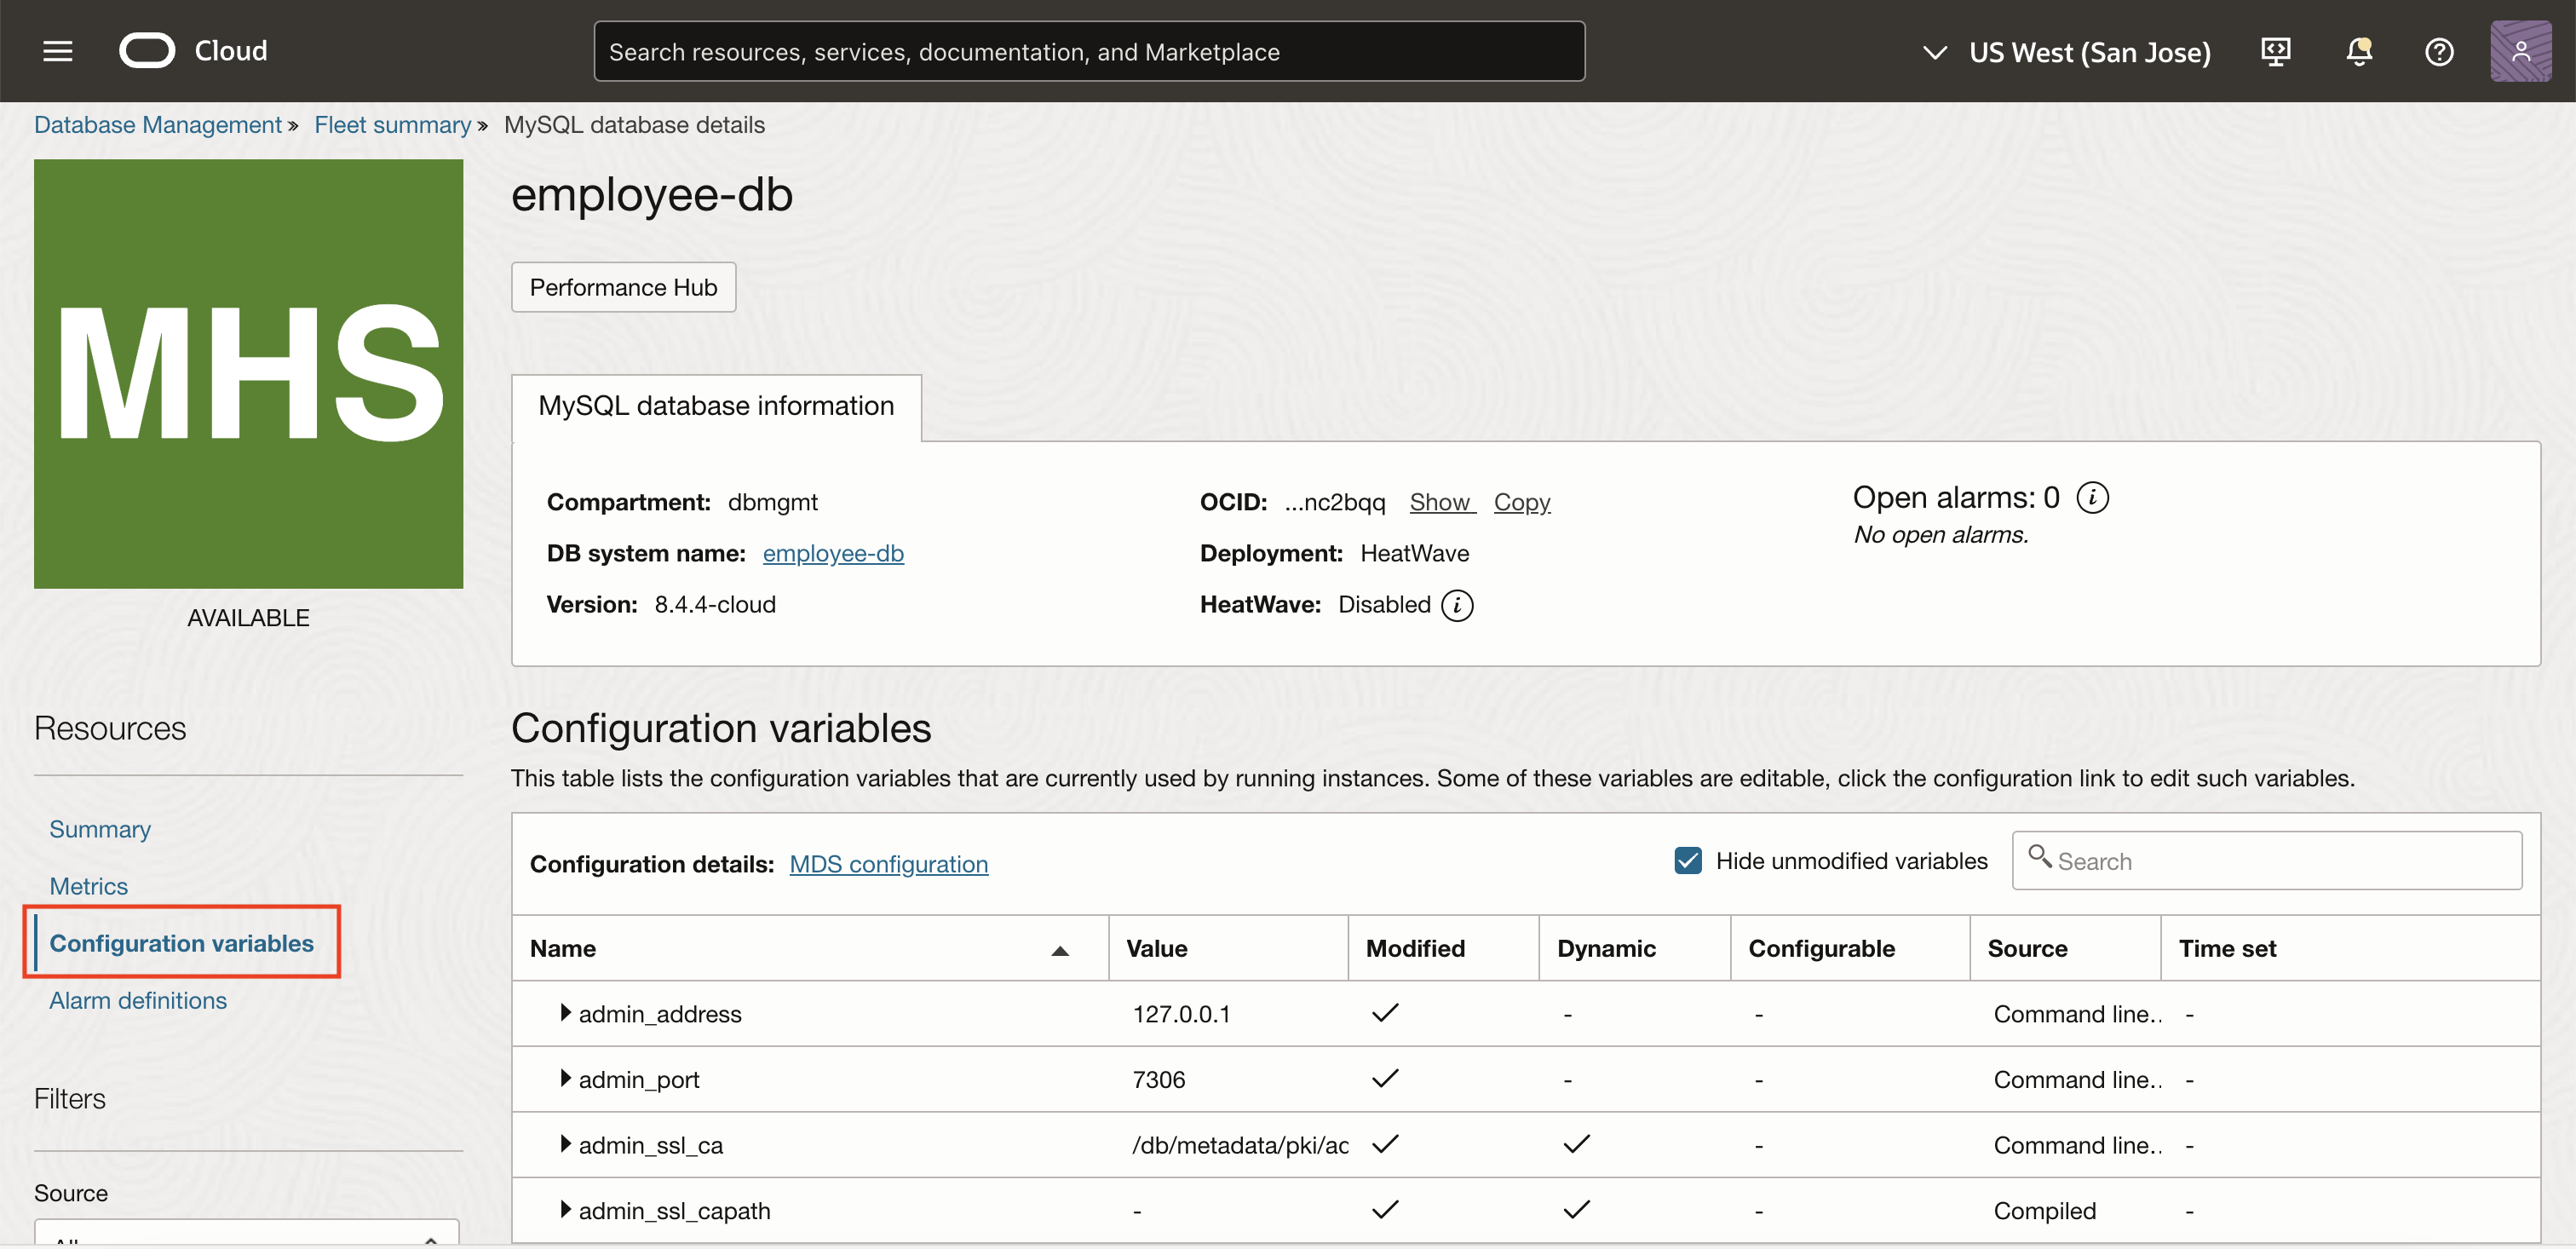 Cloud
Search resources, services, documentation, and Marketplace
US West (San Jose)
Database Management » Fleet summary » MySQL database details
MHS
AVAILABLE
employee-db
Performance Hub
MySQL database information
Compartment: dbmgmt
DB system name: employee-db
Version: 8.4.4-cloud
OCID: ...nc2bqq Show Copy
Deployment: HeatWave
HeatWave: Disabled
Open alarms: 0
No open alarms.
Resources
Summary
Metrics
Configuration variables
Alarm definitions
Filters
Source
All
Configuration variables
This table lists the configuration variables that are currently used by running instances. Some of these variables are editable, click the configuration link to edit such variables.
Configuration details: MDS configuration
Hide unmodified variables
Search
Name Value Modified Dynamic Configurable Source Time set
admin_address 127.0.0.1 ✓ - - Command line.. -
admin_port 7306 ✓ - - Command line.. -
admin_ssl_ca /db/metadata/pki/ac ✓ ✓ - Command line.. -
admin_ssl_capath - ✓ ✓ - Compiled -